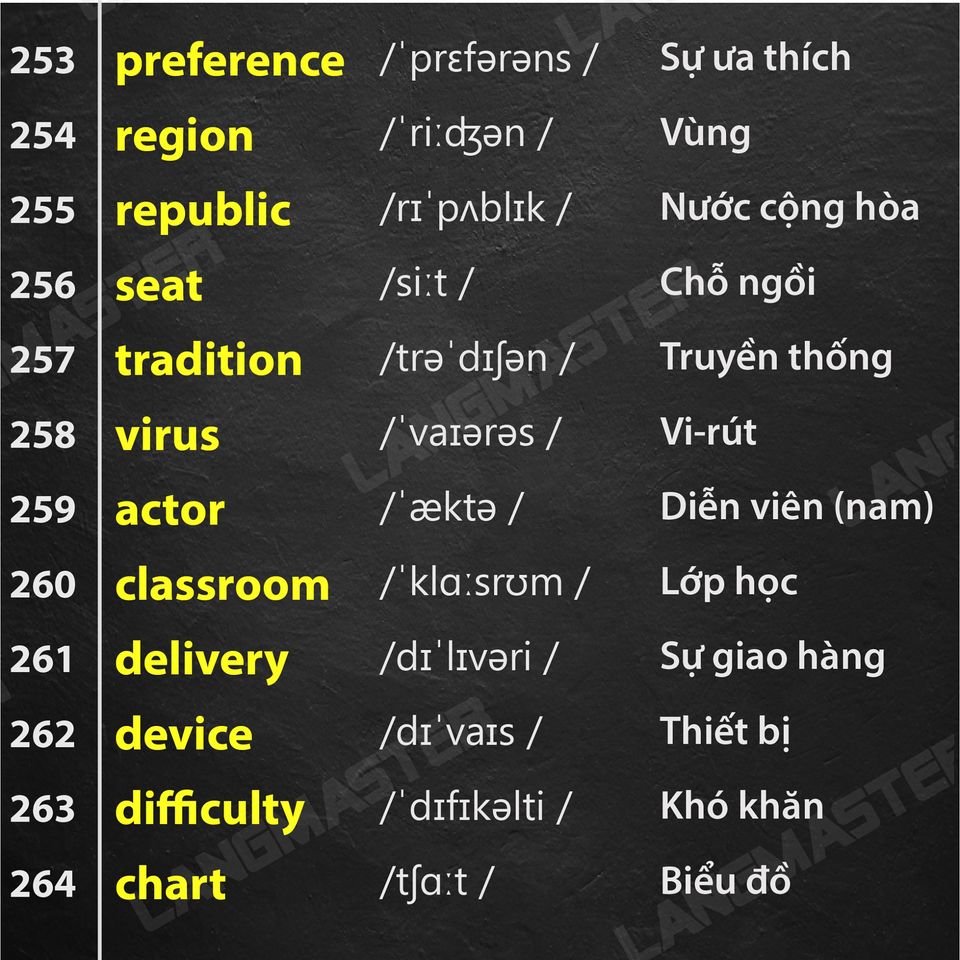 253 preference /ˈprɛfərəns / Sự ưa thích
254 region /ˈriːʤən / Vùng
255 republic /rɪˈpʌblɪk / Nước cộng hòa
256 seat /siːt / Chỗ ngồi
257 tradition /trəˈdɪʃən / Truyền thống
258 virus /ˈvaɪərəs / Vi-rút
259 actor /ˈæktə / Diễn viên (nam)
260 classroom /ˈklɑːsrʊm / Lớp học
261 delivery /dɪˈlɪvəri / Sự giao hàng
262 device /dɪˈvaɪs / Thiết bị
263 difficulty /ˈdɪfɪkəlti / Khó khăn
264 chart /tʃɑːt / Biểu đồ
LANGMASTER
LANGMASTER
LANGMASTER